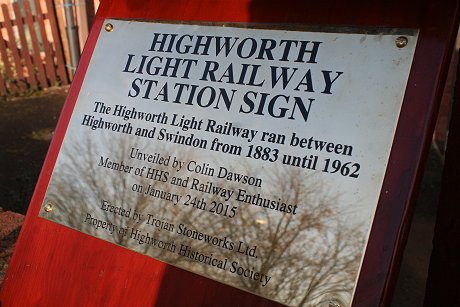 HIGHWORTH
LIGHT RAILWAY
STATION SIGN
The Highworth Light Railway ran between
Highworth and Swindon from 1883 until 1962
Unveiled by Colin Dawson
Member of HHS and Railway Enthusiast
on January 24th 2015
Erected by Trojan Stoneworks Ltd.
Property of Highworth Historical Society